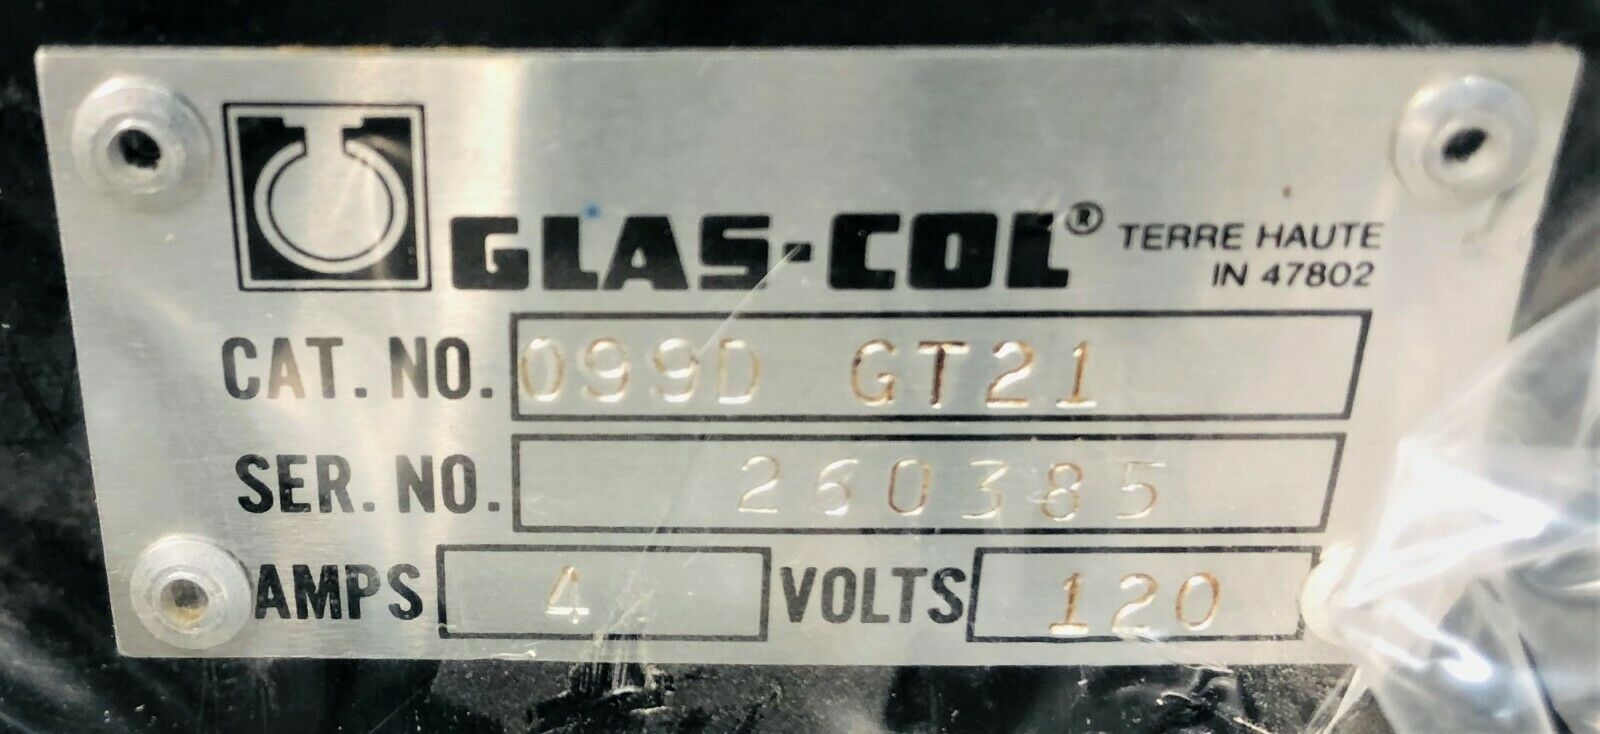 GLAS-COL® TERRE HAUTE
IN 47802
CAT. NO. 099D GT21
SER. NO. 260385
AMPS 4 VOLTS 120